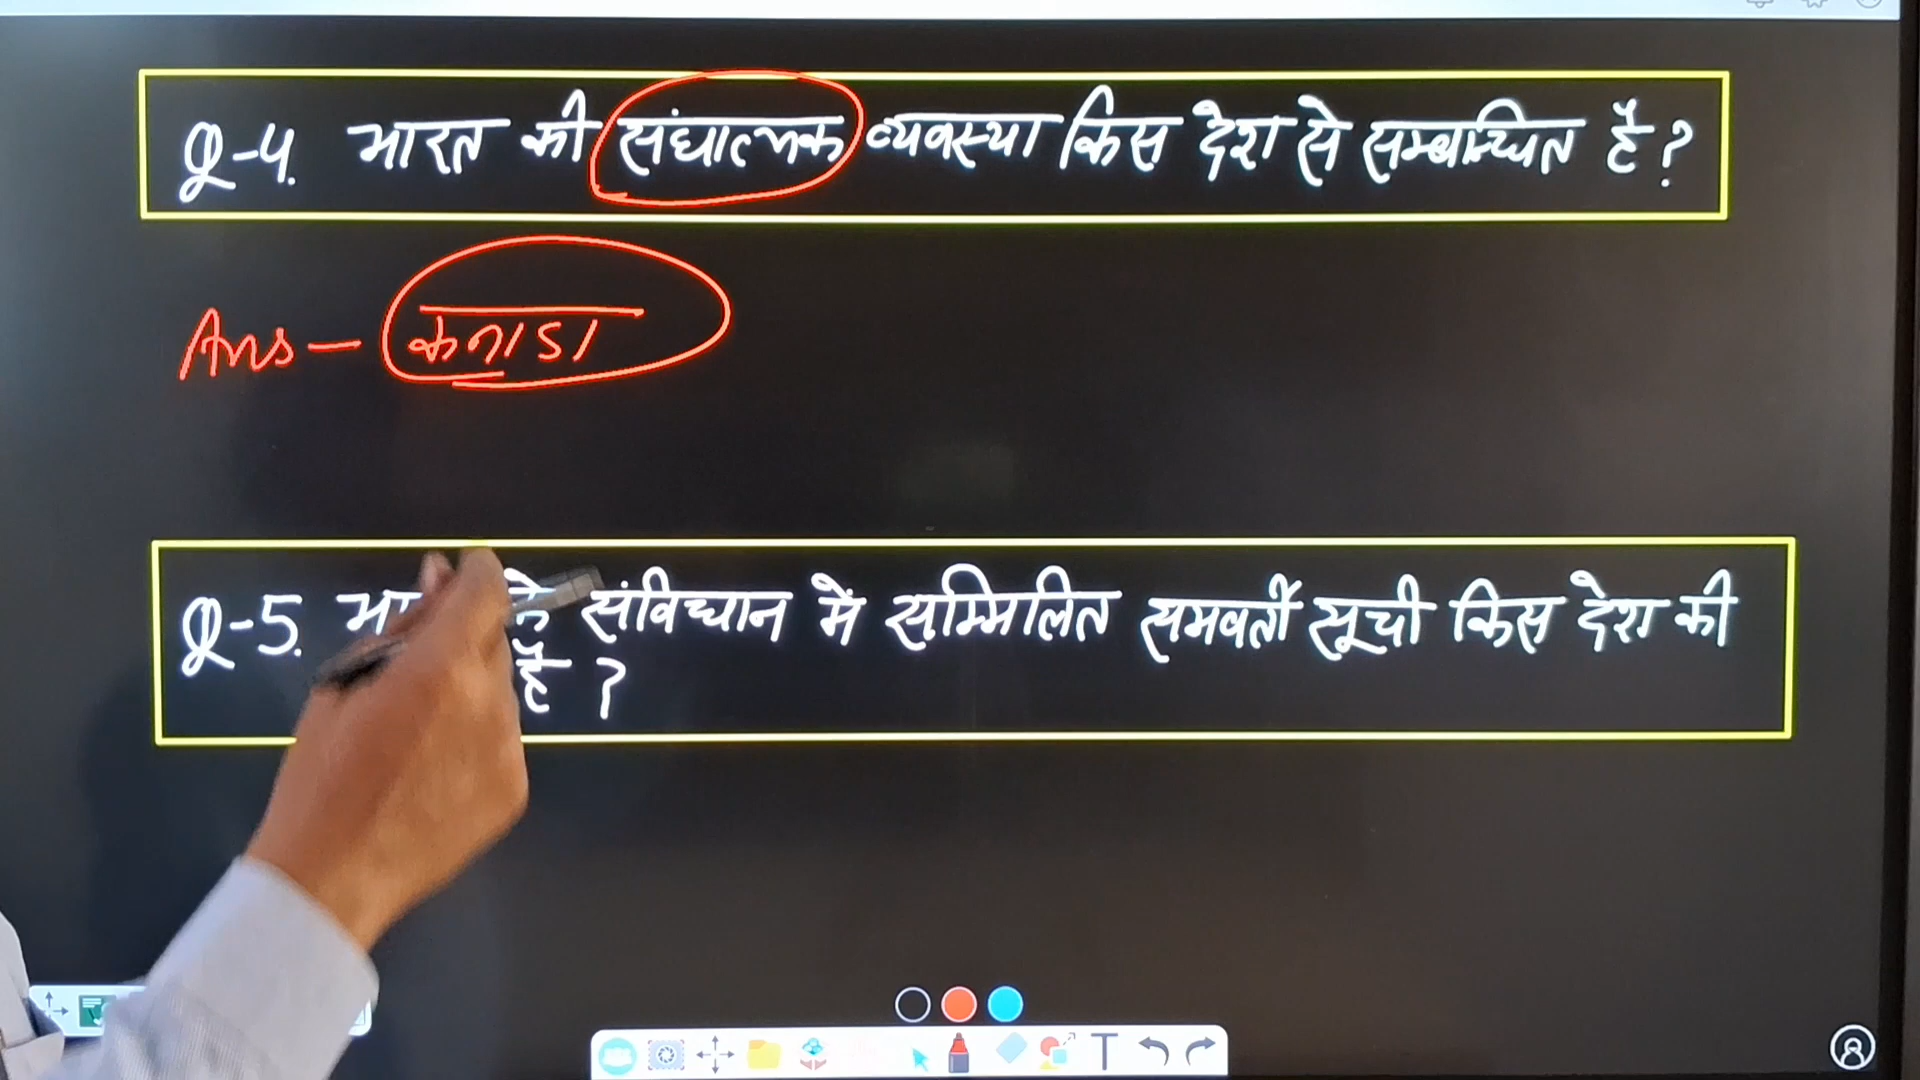 Q-4. भारत की संघात्मक व्यवस्था किस देश से सम्बन्धित है?
Ans- कनाडा
Q-5. संविधान में सम्मिलित समवर्ती सूची किस देश की
है ?
T